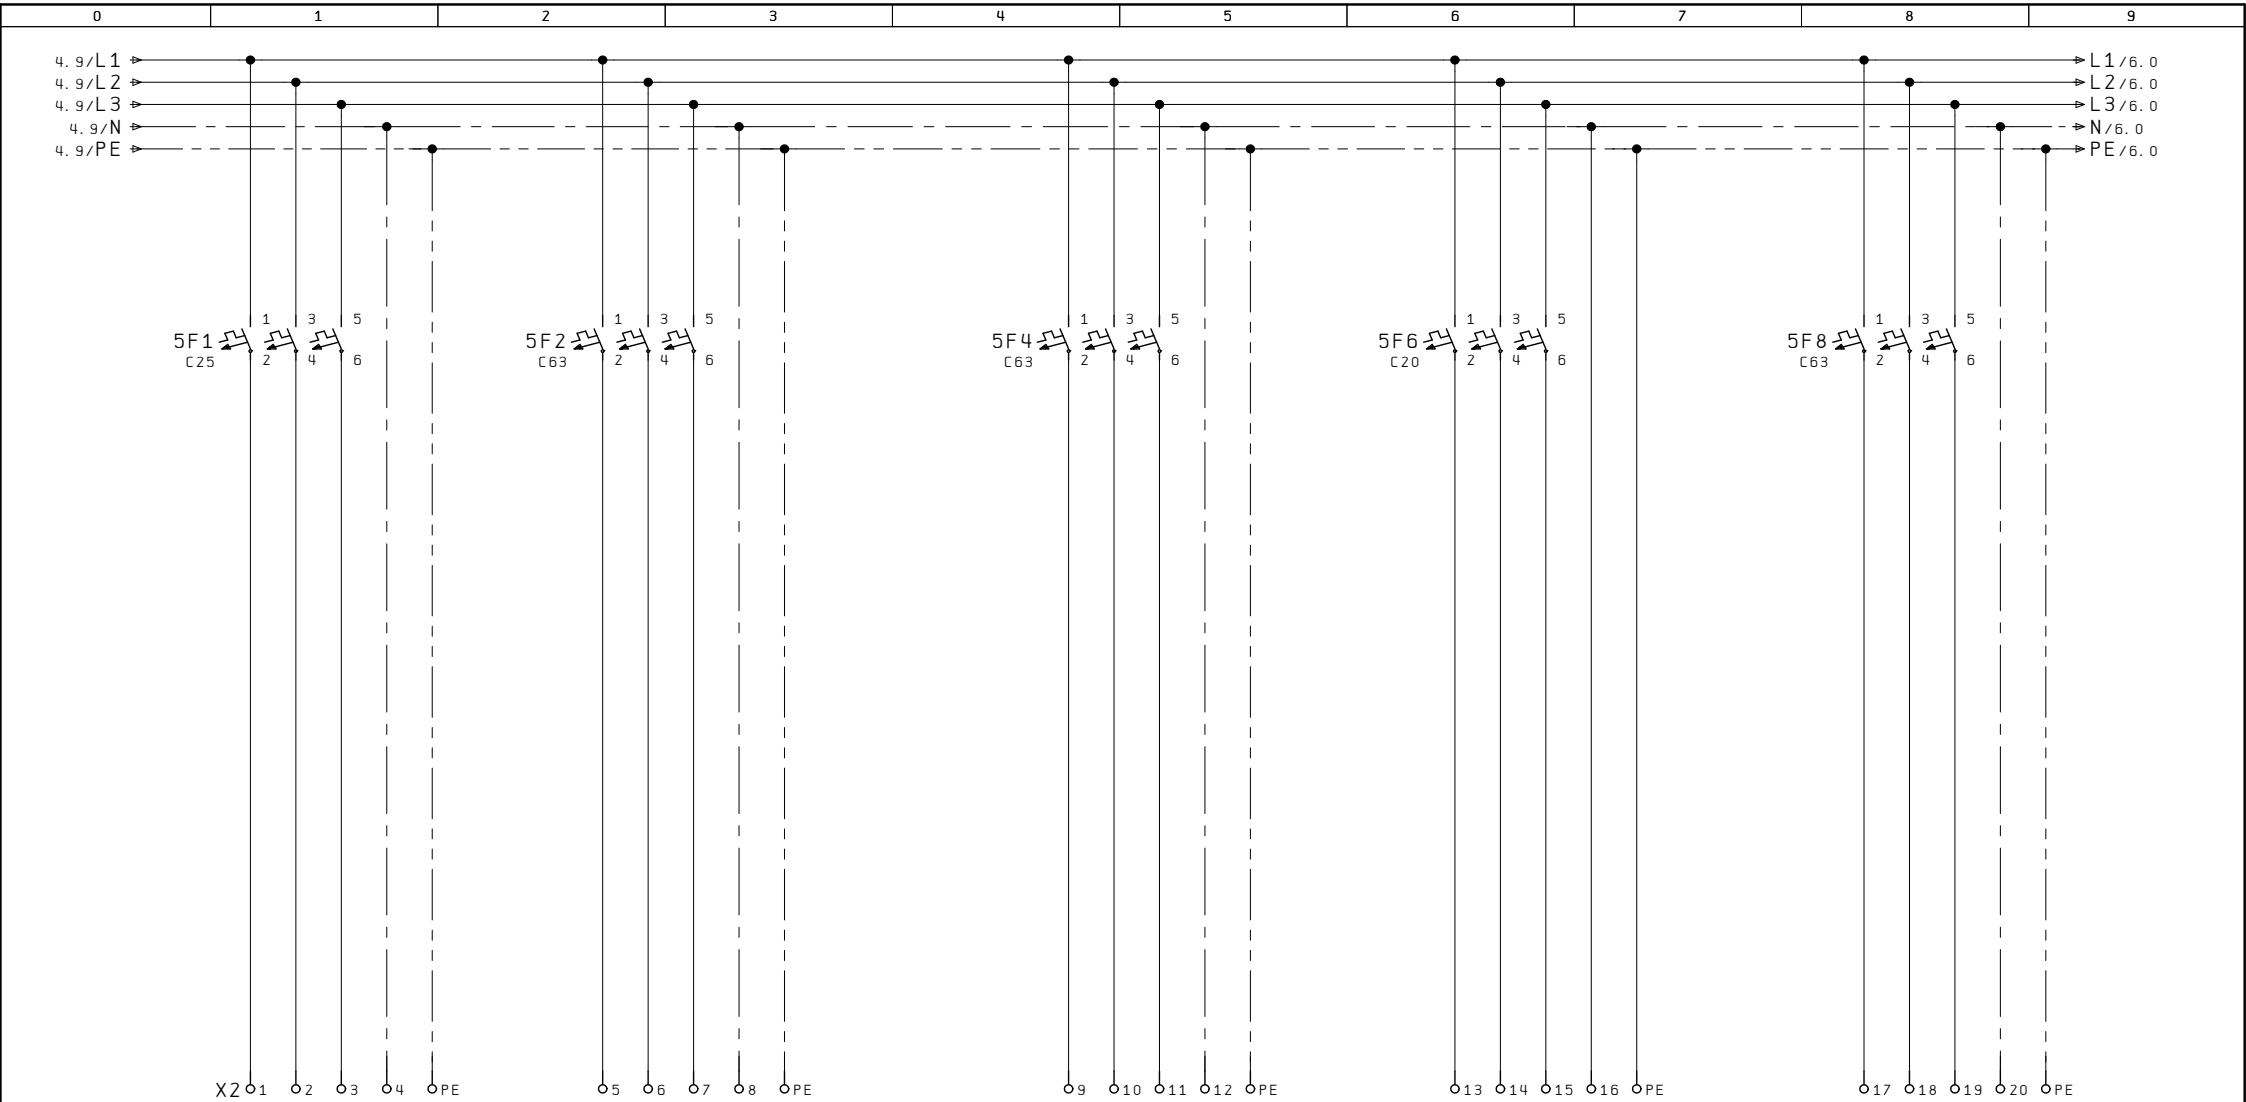 0 1 2 3 4 5 6 7 8 9
4.9/L1 L1/6.0
4.9/L2 L2/6.0
4.9/L3 L3/6.0
4.9/N N/6.0
4.9/PE PE/6.0
1 3 5 1 3 5 1 3 5 1 3 5 1 3 5
5F1 5F2 5F4 5F6 5F8
C25 2 4 6 C63 2 4 6 C63 2 4 6 C20 2 4 6 C63 2 4 6
X2 1 2 3 4 PE 5 6 7 8 PE 9 10 11 12 PE 13 14 15 16 PE 17 18 19 20 PE